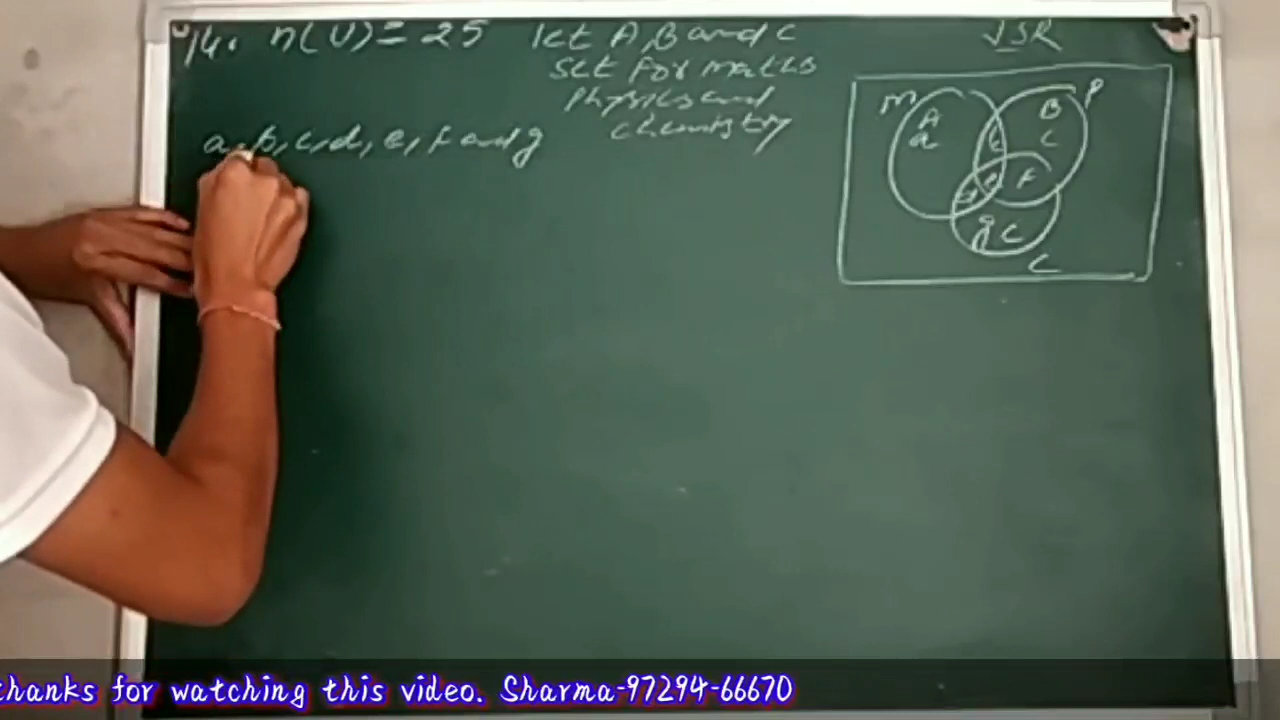 14. n(U) = 25 let A, B and C
set for maths
Physics and
chemistry
a, b, c, d, e, f and g
JSR
M
P
A
B
a
b
c
e
f
d
g C
C
thanks for watching this video. Sharma-97294-66670